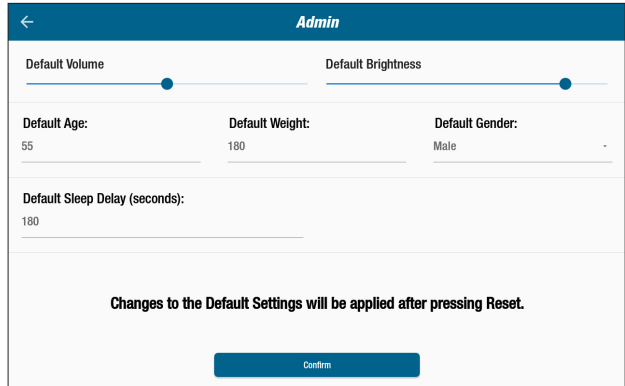 Admin
Default Volume Default Brightness
Default Age: Default Weight: Default Gender:
55 180 Male
Default Sleep Delay (seconds):
180
Changes to the Default Settings will be applied after pressing Reset.
Confirm